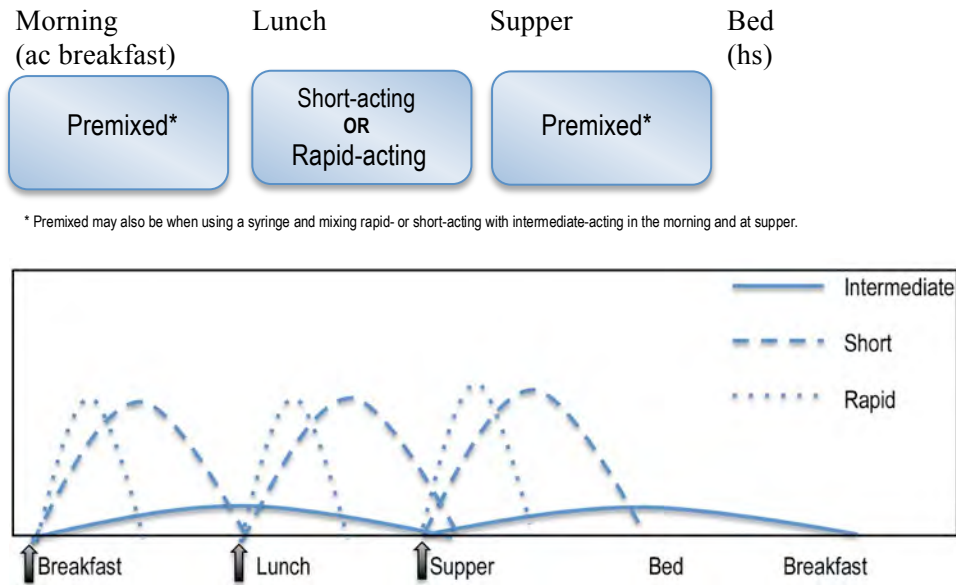 Morning Lunch Supper Bed
(ac breakfast) (hs)
Premixed*
Short-acting
OR
Rapid-acting
Premixed*
* Premixed may also be when using a syringe and mixing rapid- or short-acting with intermediate-acting in the morning and at supper.
Intermediate
Short
Rapid
Breakfast Lunch Supper Bed Breakfast